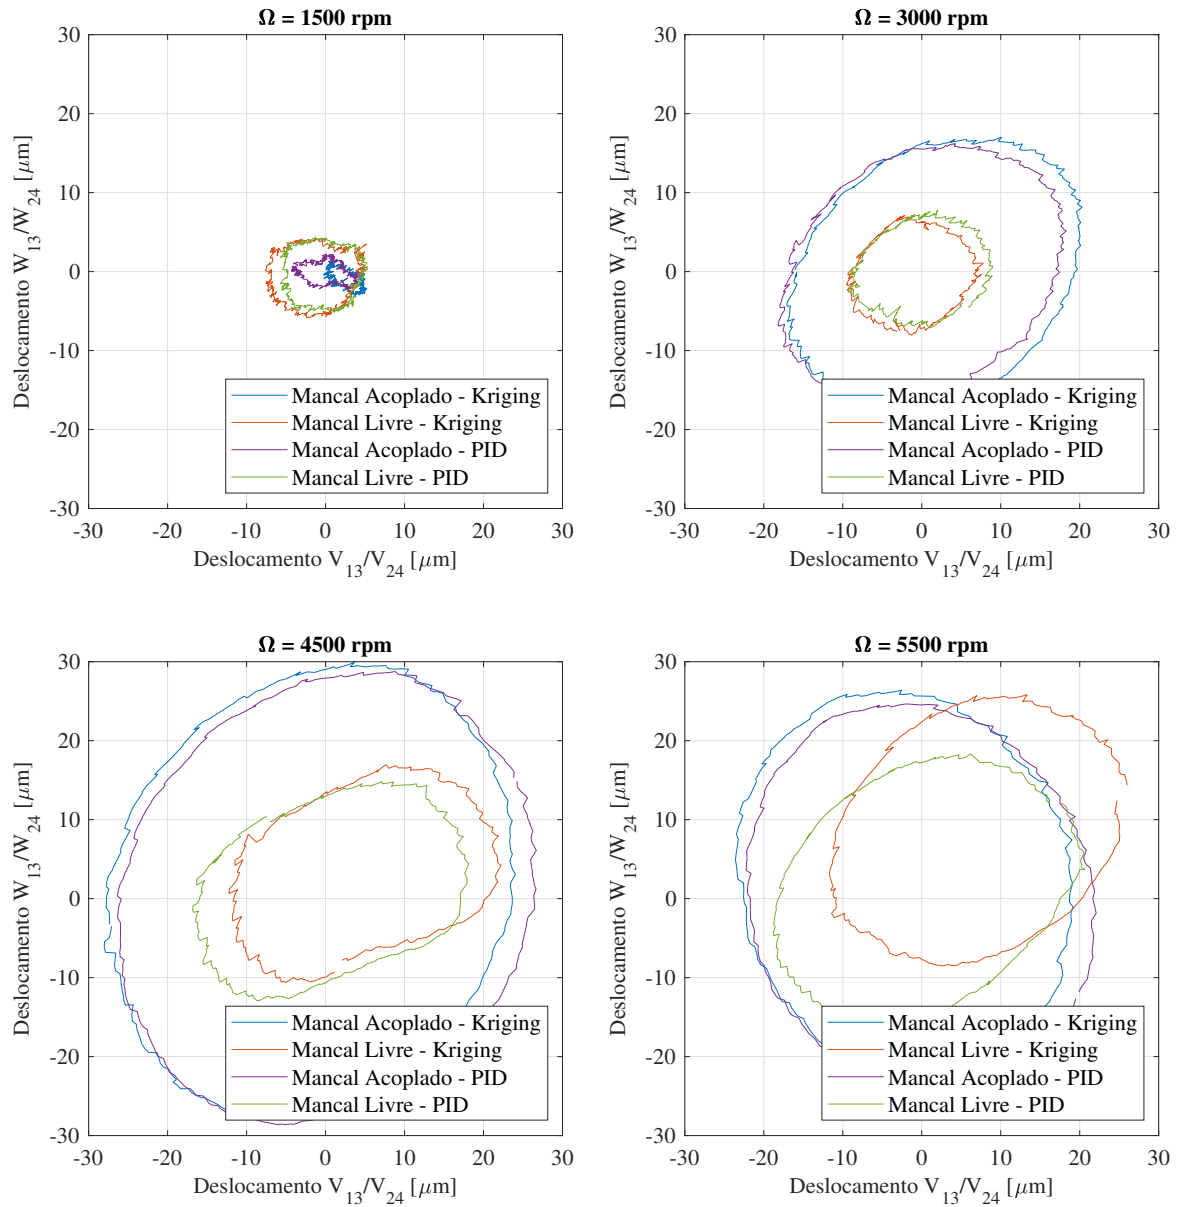 Ω = 1500 rpm
Deslocamento W13/W24 [μm]
30
20
10
0
-10
-20
-30
Mancal Acoplado - Kriging
Mancal Livre - Kriging
Mancal Acoplado - PID
Mancal Livre - PID
-30 -20 -10 0 10 20 30
Deslocamento V13/V24 [μm]
Ω = 3000 rpm
Deslocamento W13/W24 [μm]
30
20
10
0
-10
-20
-30
Mancal Acoplado - Kriging
Mancal Livre - Kriging
Mancal Acoplado - PID
Mancal Livre - PID
-30 -20 -10 0 10 20 30
Deslocamento V13/V24 [μm]
Ω = 4500 rpm
Deslocamento W13/W24 [μm]
30
20
10
0
-10
-20
-30
Mancal Acoplado - Kriging
Mancal Livre - Kriging
Mancal Acoplado - PID
Mancal Livre - PID
-30 -20 -10 0 10 20 30
Deslocamento V13/V24 [μm]
Ω = 5500 rpm
Deslocamento W13/W24 [μm]
30
20
10
0
-10
-20
-30
Mancal Acoplado - Kriging
Mancal Livre - Kriging
Mancal Acoplado - PID
Mancal Livre - PID
-30 -20 -10 0 10 20 30
Deslocamento V13/V24 [μm]